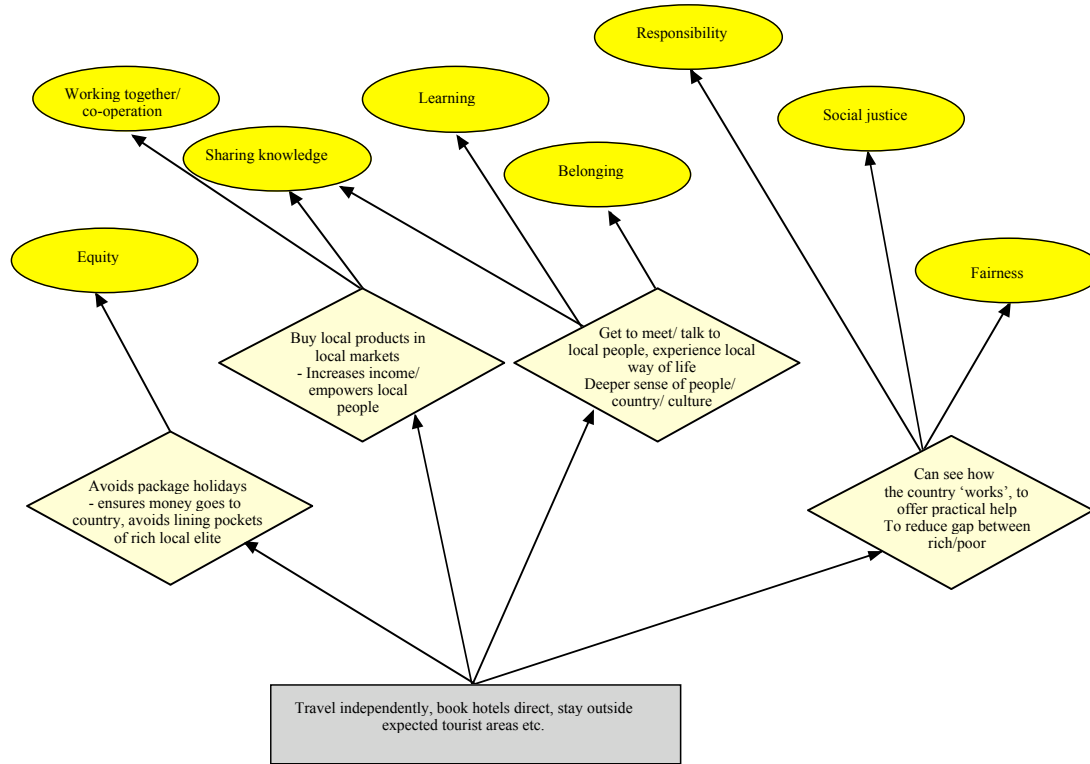 Responsibility
Working together/
co-operation
Learning
Social justice
Sharing knowledge
Belonging
Equity
Fairness
Buy local products in
local markets
- Increases income/
empowers local
people
Get to meet/ talk to
local people, experience local
way of life
Deeper sense of people/
country/ culture
Avoids package holidays
- ensures money goes to
country, avoids lining pockets
of rich local elite
Can see how
the country ‘works’, to
offer practical help
To reduce gap between
rich/poor
Travel independently, book hotels direct, stay outside
expected tourist areas etc.